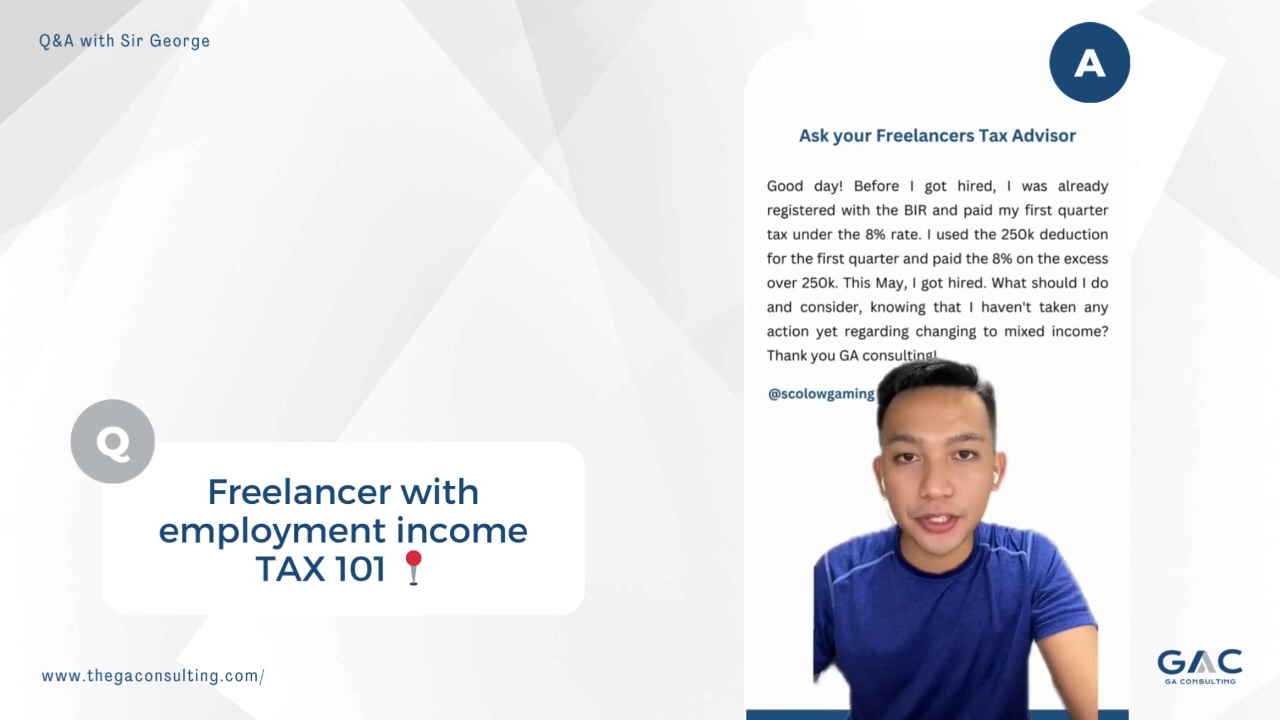 Q&A with Sir George
A
Ask your Freelancers Tax Advisor
Good day! Before I got hired, I was already
registered with the BIR and paid my first quarter
tax under the 8% rate. I used the 250k deduction
for the first quarter and paid the 8% on the excess
over 250k. This May, I got hired. What should I do
and consider, knowing that I haven't taken any
action yet regarding changing to mixed income?
Thank you GA consulting!
@scolowgaming
Q
Freelancer with
employment income
TAX 101
www.thegaconsulting.com/
GAC
GA CONSULTING